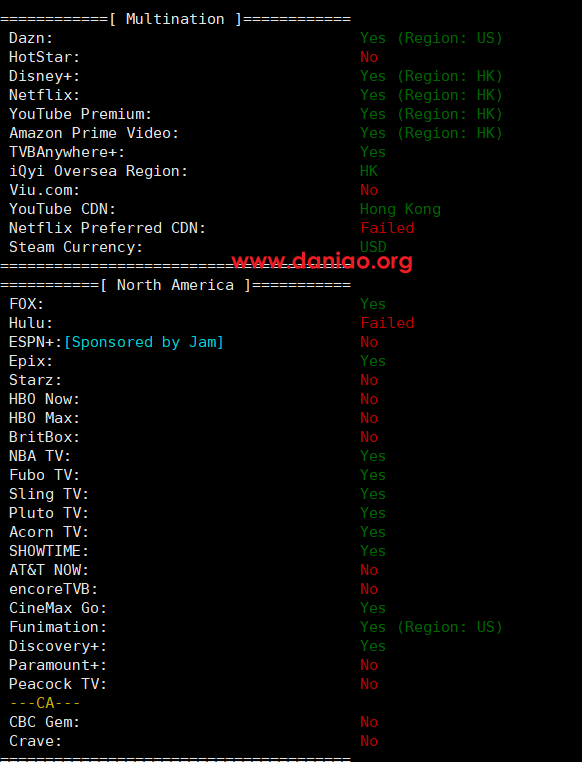 ============[ Multination ]============
Dazn: Yes (Region: US)
HotStar: No
Disney+: Yes (Region: HK)
Netflix: Yes (Region: HK)
YouTube Premium: Yes (Region: HK)
Amazon Prime Video: Yes (Region: HK)
TVBAnywhere+: Yes
iQyi Oversea Region: HK
Viu.com: No
YouTube CDN: Hong Kong
Netflix Preferred CDN: Failed
Steam Currency: USD
www.daniao.org
=======================================
===========[ North America ]===========
FOX: Yes
Hulu: Failed
ESPN+:[Sponsored by Jam] No
Epix: Yes
Starz: No
HBO Now: No
HBO Max: No
BritBox: No
NBA TV: Yes
Fubo TV: Yes
Sling TV: Yes
Pluto TV: Yes
Acorn TV: Yes
SHOWTIME: Yes
AT&T NOW: No
encoreTVB: No
CineMax Go: Yes
Funimation: Yes (Region: US)
Discovery+: Yes
Paramount+: No
Peacock TV: No
---CA---
CBC Gem: No
Crave: No
=======================================